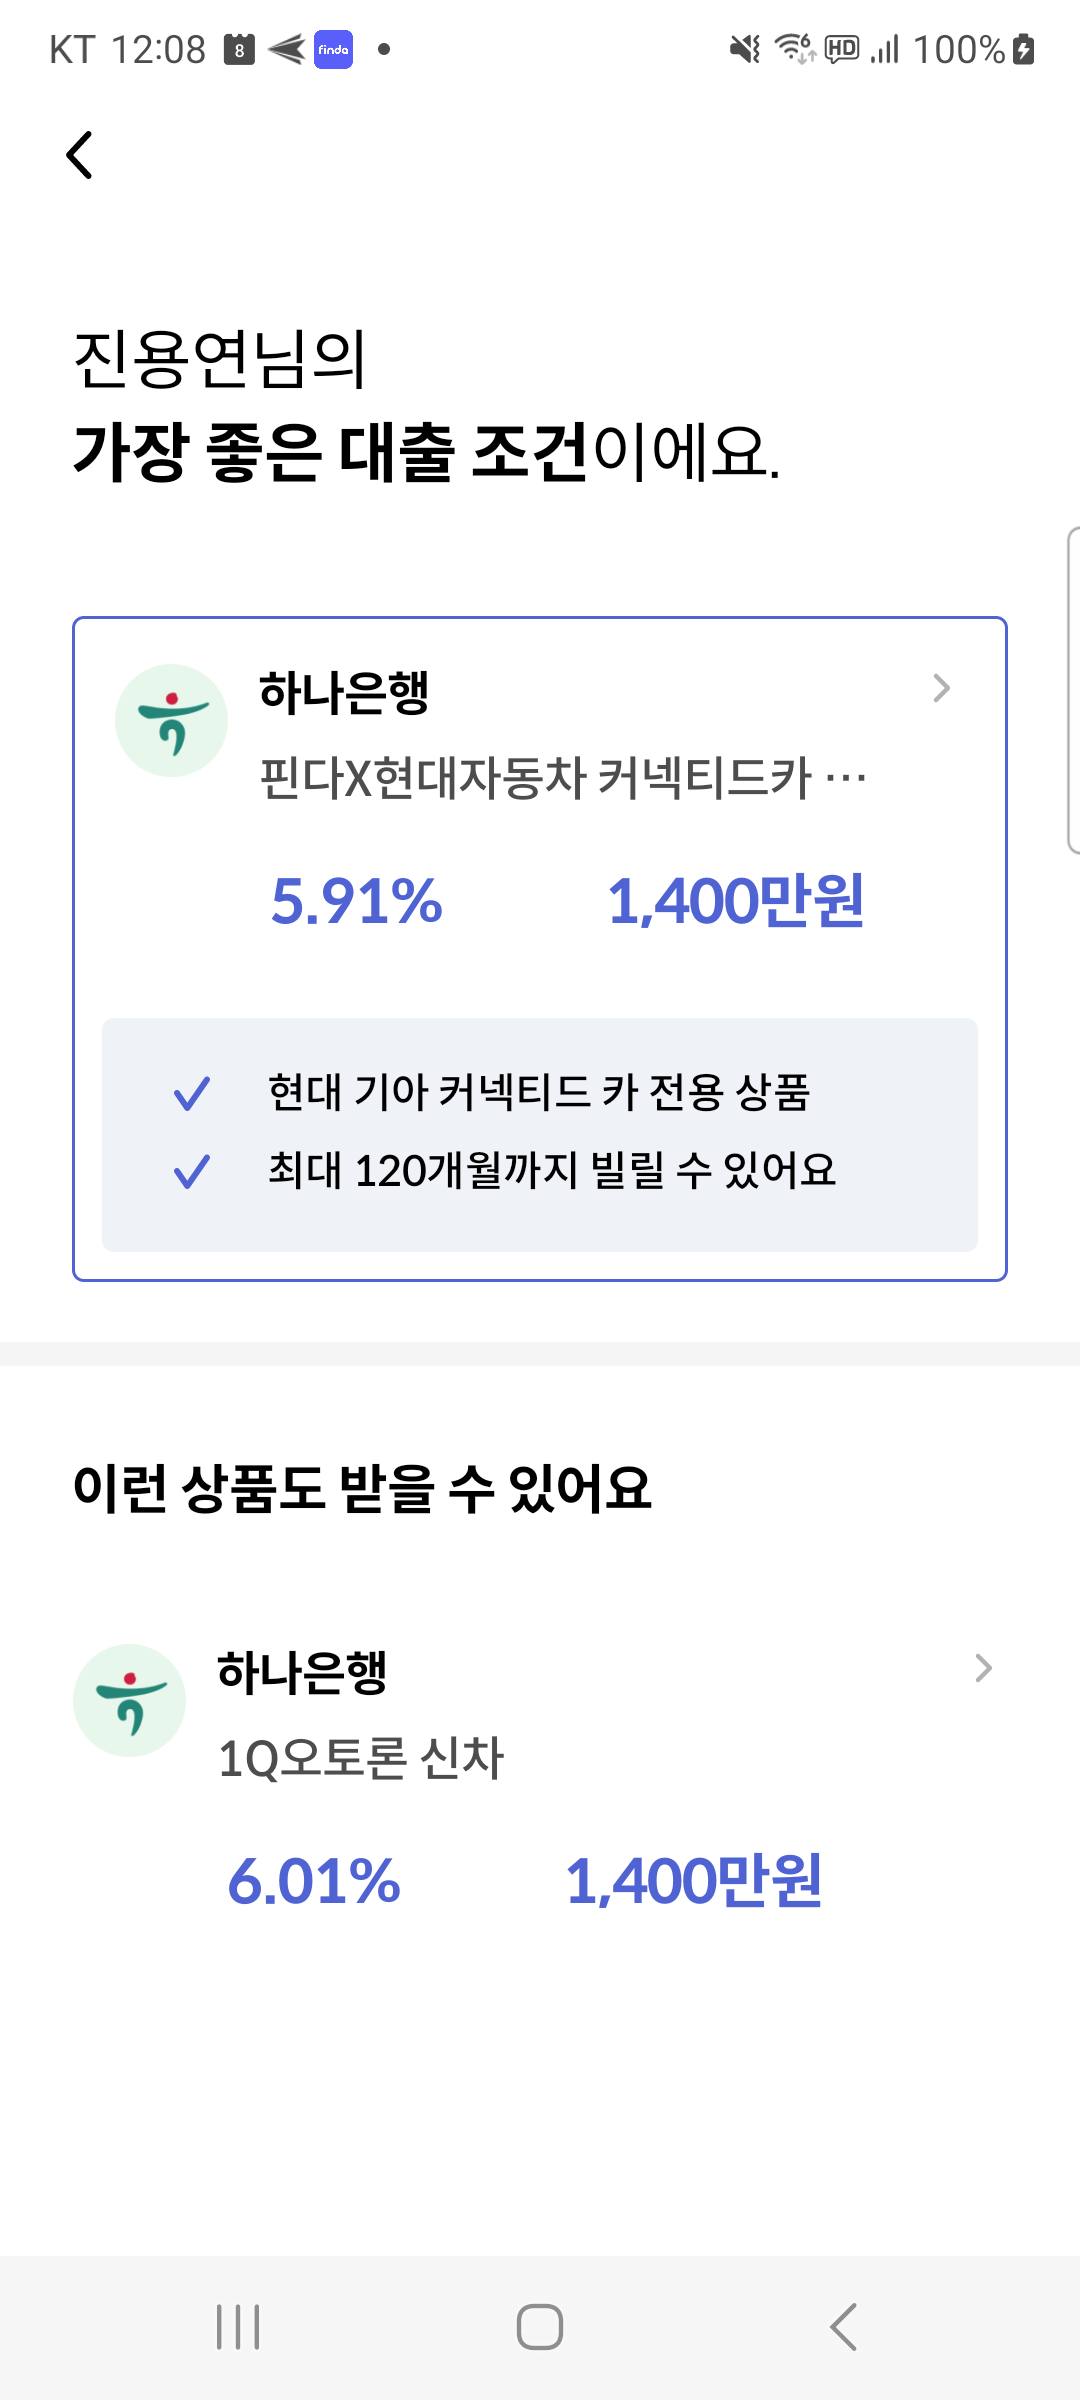 KT 12:08 8 finda HD 100%
진용연님의
가장 좋은 대출 조건이에요.
하나은행
핀다X현대자동차 커넥티드카 ···
5.91% 1,400만원
현대 기아 커넥티드 카 전용 상품
최대 120개월까지 빌릴 수 있어요
이런 상품도 받을 수 있어요
하나은행
1Q오토론 신차
6.01% 1,400만원